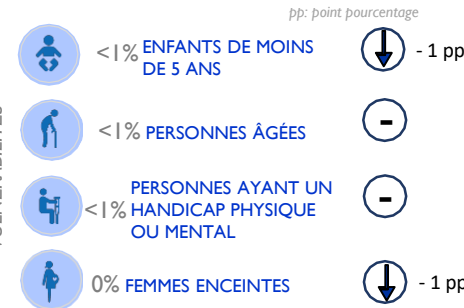 pp: point pourcentage
<1% ENFANTS DE MOINS
DE 5 ANS
- 1 pp
<1% PERSONNES ÂGÉES
-
PERSONNES AYANT UN
<1% HANDICAP PHYSIQUE
OU MENTAL
-
0% FEMMES ENCEINTES
- 1 pp